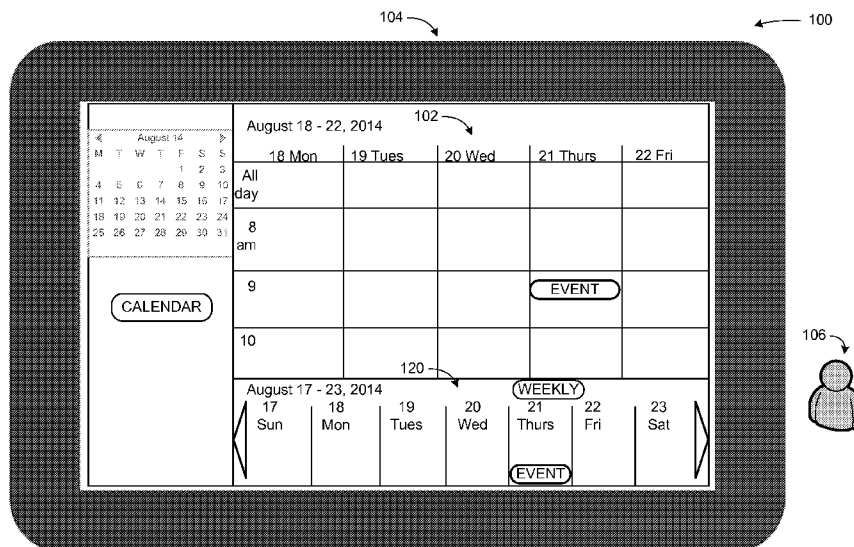 104
100
August 14
M T W T F S S
1 2 3
4 5 6 7 8 9 10
11 12 13 14 15 16 17
18 19 20 21 22 23 24
25 26 27 28 29 30 31
CALENDAR
August 18 - 22, 2014
102
18 Mon 19 Tues 20 Wed 21 Thurs 22 Fri
All
day
8
am
9 EVENT
10
106
120
August 17 - 23, 2014 WEEKLY
17 18 19 20 21 22 23
Sun Mon Tues Wed Thurs Fri Sat
EVENT